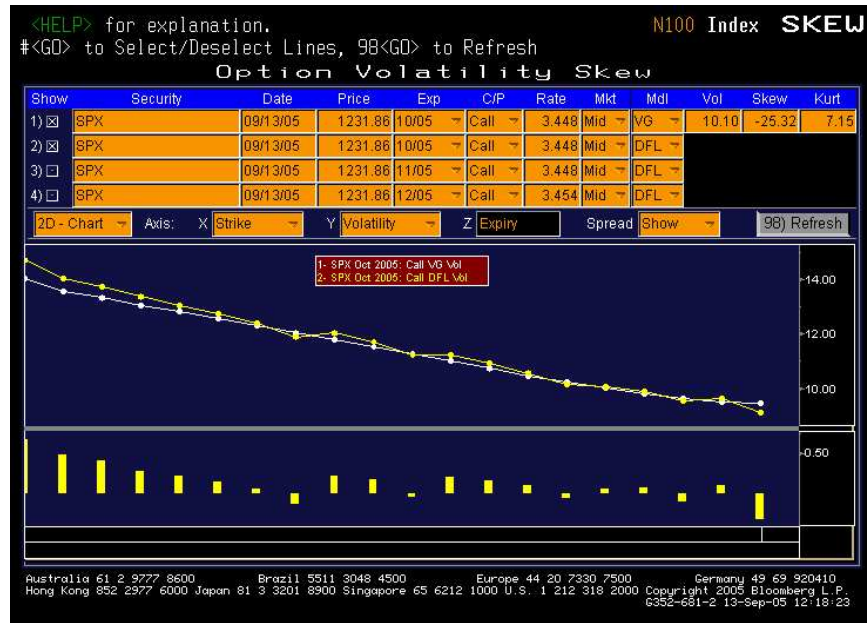 <HELP> for explanation. N100 Index SKEW
#<GO> to Select/Deselect Lines, 98<GO> to Refresh
Option Volatility Skew
Show Security Date Price Exp C/P Rate Mkt Mdl Vol Skew Kurt
1) SPX 09/13/05 1231.86 10/05 Call 3.448 Mid VG 10.10 -25.32 7.15
2) SPX 09/13/05 1231.86 10/05 Call 3.448 Mid DFL
3) SPX 09/13/05 1231.86 11/05 Call 3.448 Mid DFL
4) SPX 09/13/05 1231.86 12/05 Call 3.454 Mid DFL
2D - Chart Axis: X Strike Y Volatility Z Expiry Spread Show 98) Refresh
1- SPX Oct 2005: Call VG Vol
2- SPX Oct 2005: Call DFL Vol
14.00
12.00
10.00
0.50
Australia 61 2 9777 8600 Brazil 5511 3048 4500 Europe 44 20 7330 7500 Germany 49 69 920410
Hong Kong 852 2977 6000 Japan 81 3 3201 8900 Singapore 65 6212 1000 U.S. 1 212 318 2000 Copyright 2005 Bloomberg L.P.
G352-681-2 13-Sep-05 12:18:23